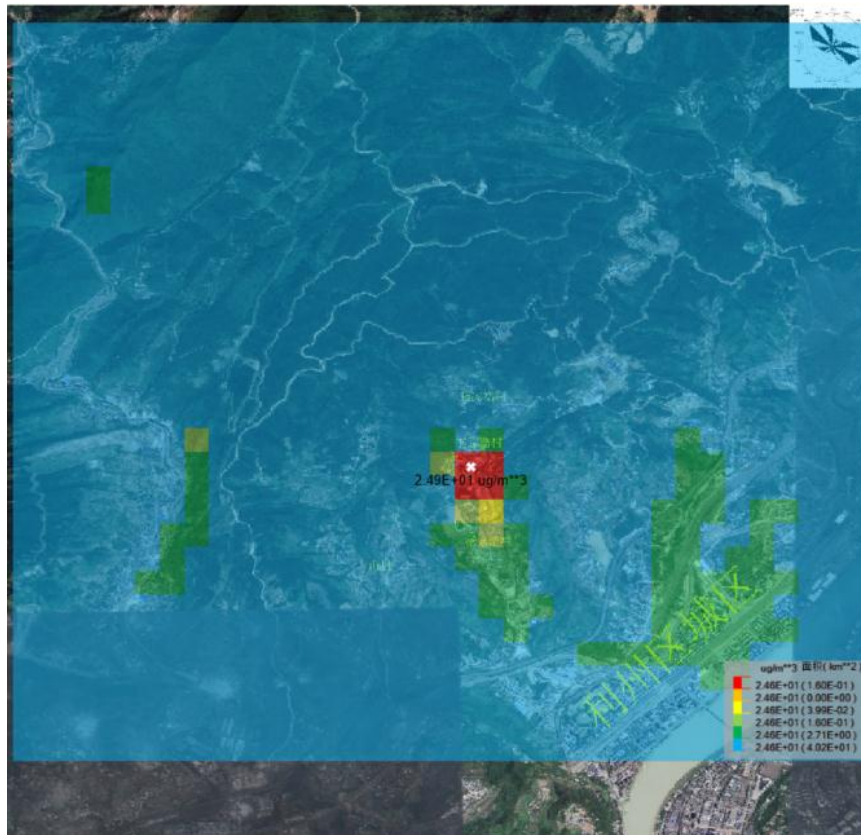 2.49E+01 ug/m**3
利州区城区
ug/m**3 面积( km**2)
2.46E+01( 1.60E-01)
2.46E+01( 0.00E+00)
2.46E+01( 3.99E-02)
2.46E+01( 1.60E-01)
2.46E+01( 2.71E+00)
2.46E+01( 4.02E+01)